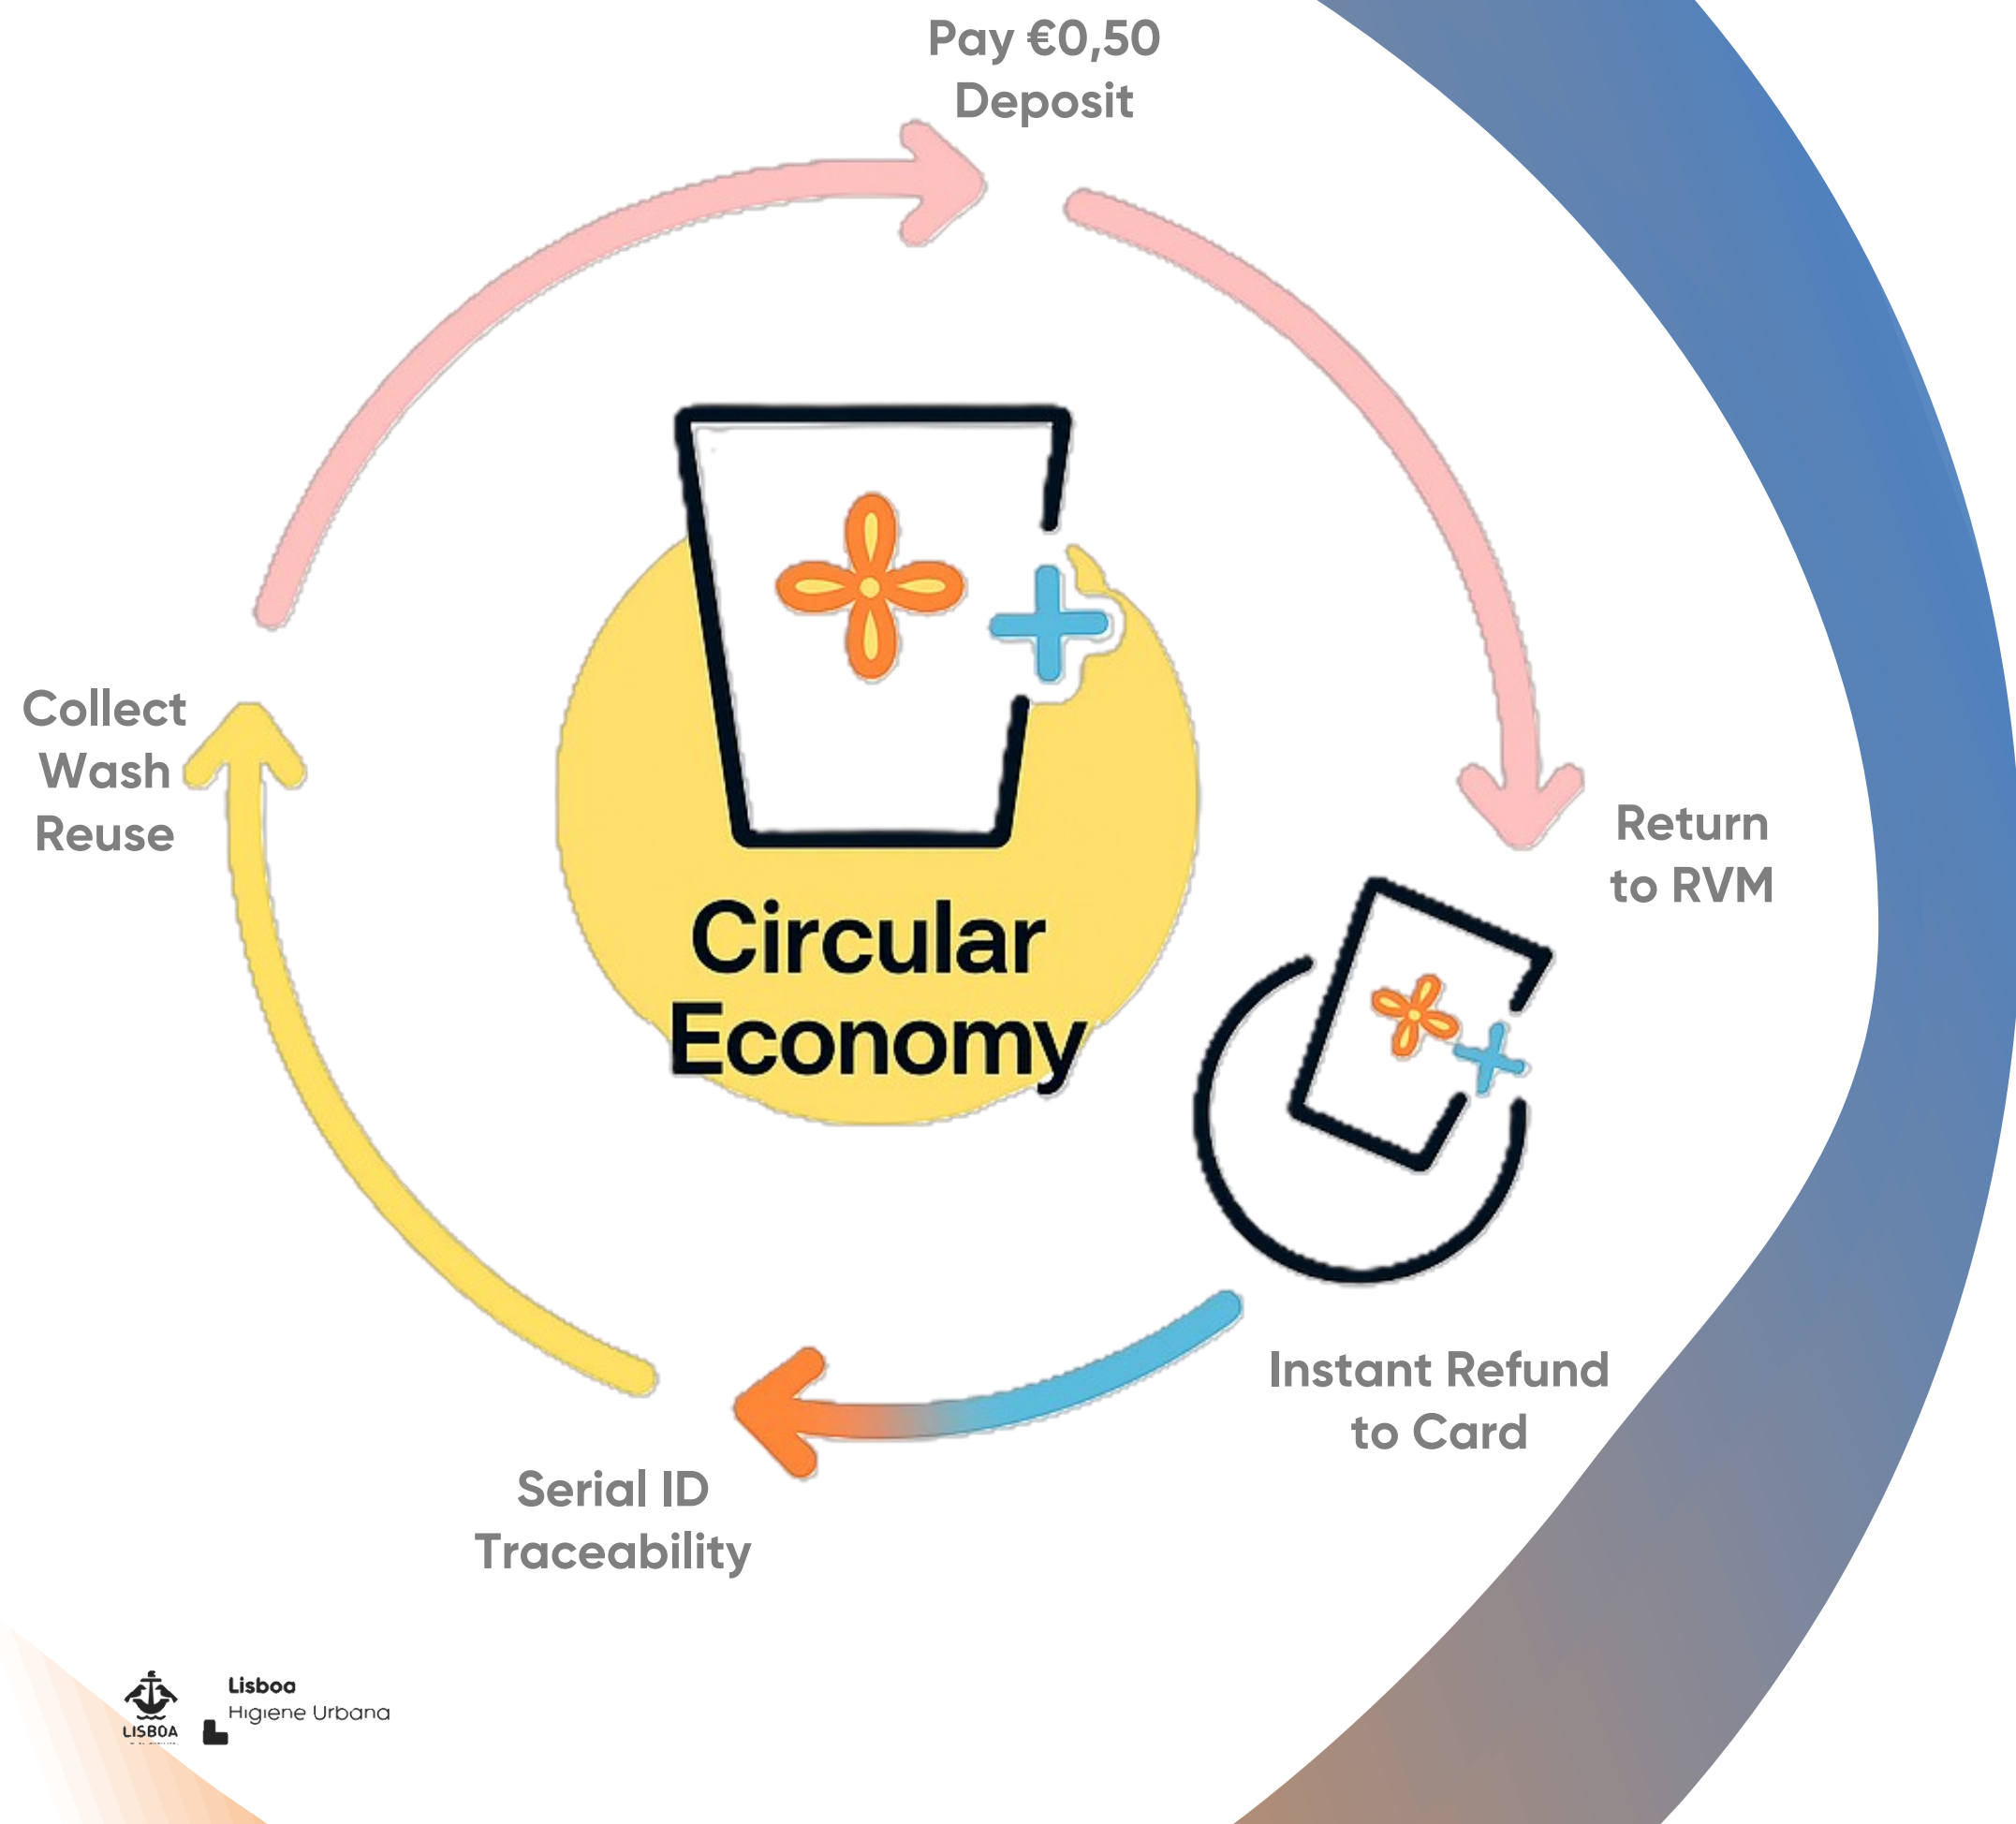 Pay €0,50
Deposit
Collect
Wash
Reuse
Return
to RVM
Circular
Economy
Instant Refund
to Card
Serial ID
Traceability
LISBOA
Lisboa
Higiene Urbana